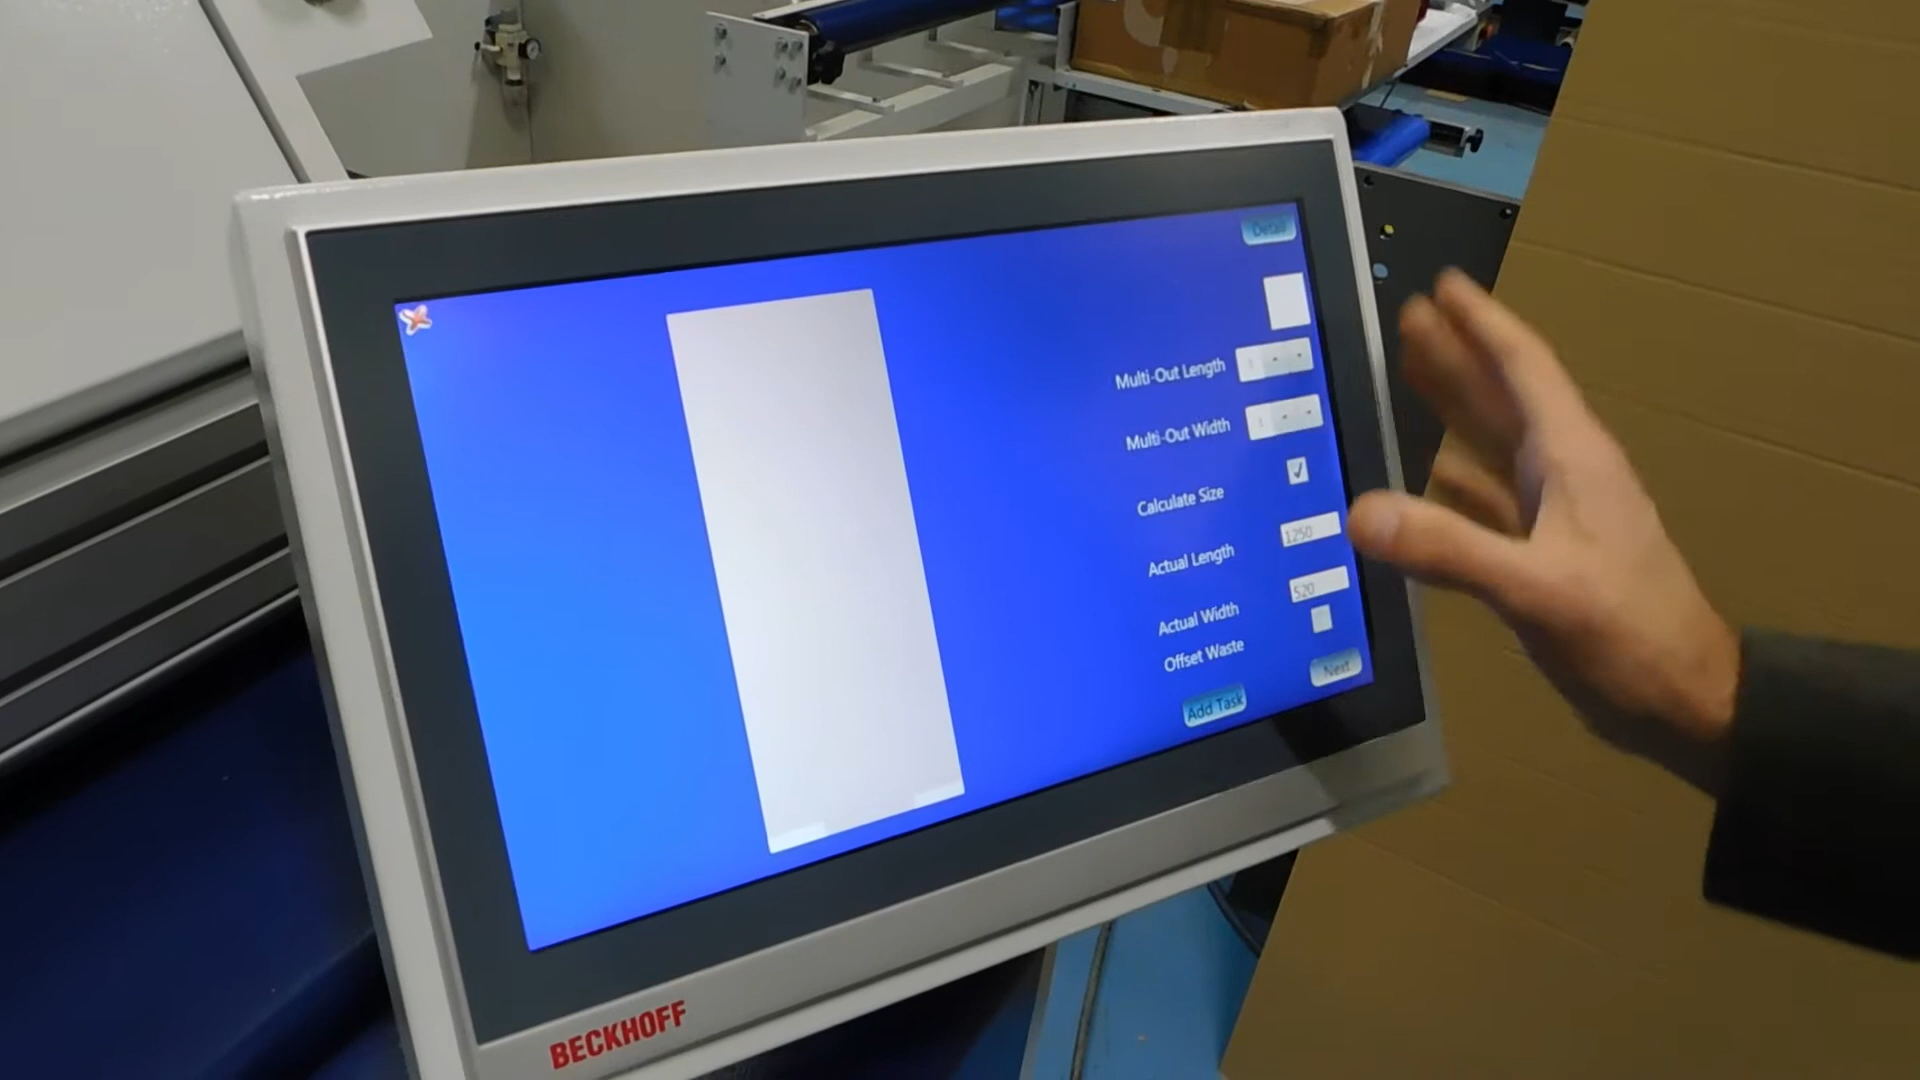 Detail
Multi-Out Length
Multi-Out Width
Calculate Size
Actual Length 1250
Actual Width 520
Offset Waste
Next
Add Task
BECKHOFF